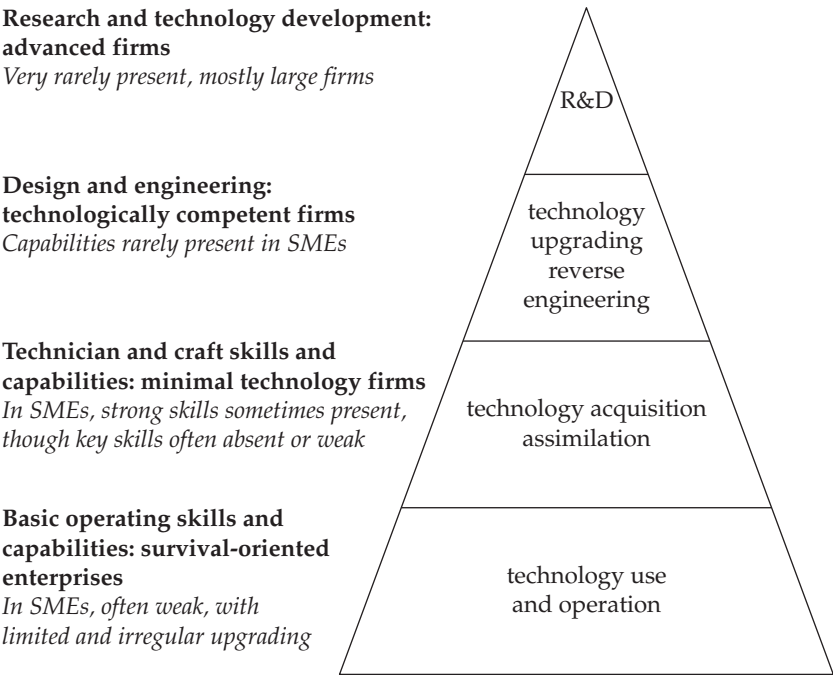 Research and technology development:
advanced firms
Very rarely present, mostly large firms
R&D
Design and engineering:
technologically competent firms
Capabilities rarely present in SMEs
technology
upgrading
reverse
engineering
Technician and craft skills and
capabilities: minimal technology firms
In SMEs, strong skills sometimes present,
though key skills often absent or weak
technology acquisition
assimilation
Basic operating skills and
capabilities: survival-oriented
enterprises
In SMEs, often weak, with
limited and irregular upgrading
technology use
and operation